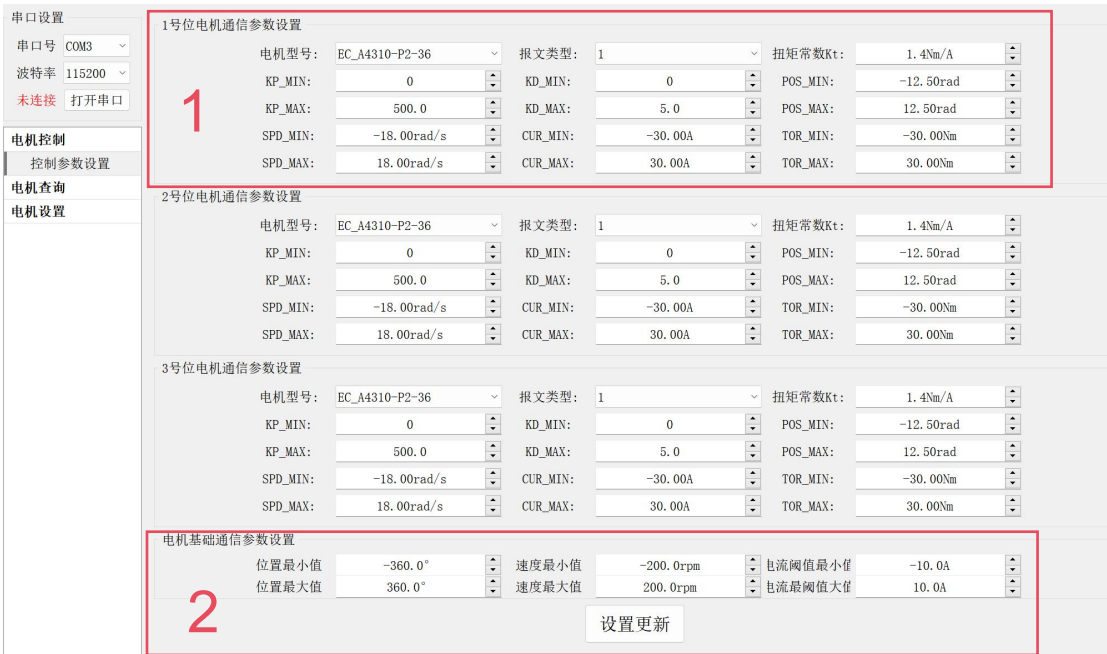 串口设置
串口号 COM3
波特率 115200
未连接 打开串口
电机控制
控制参数设置
电机查询
电机设置
1号位电机通信参数设置
电机型号: EC_A4310-P2-36 报文类型: 1 扭矩常数Kt: 1.4Nm/A
KP_MIN: 0 KD_MIN: 0 POS_MIN: -12.50rad
KP_MAX: 500.0 KD_MAX: 5.0 POS_MAX: 12.50rad
SPD_MIN: -18.00rad/s CUR_MIN: -30.00A TOR_MIN: -30.00Nm
SPD_MAX: 18.00rad/s CUR_MAX: 30.00A TOR_MAX: 30.00Nm
1
2号位电机通信参数设置
电机型号: EC_A4310-P2-36 报文类型: 1 扭矩常数Kt: 1.4Nm/A
KP_MIN: 0 KD_MIN: 0 POS_MIN: -12.50rad
KP_MAX: 500.0 KD_MAX: 5.0 POS_MAX: 12.50rad
SPD_MIN: -18.00rad/s CUR_MIN: -30.00A TOR_MIN: -30.00Nm
SPD_MAX: 18.00rad/s CUR_MAX: 30.00A TOR_MAX: 30.00Nm
3号位电机通信参数设置
电机型号: EC_A4310-P2-36 报文类型: 1 扭矩常数Kt: 1.4Nm/A
KP_MIN: 0 KD_MIN: 0 POS_MIN: -12.50rad
KP_MAX: 500.0 KD_MAX: 5.0 POS_MAX: 12.50rad
SPD_MIN: -18.00rad/s CUR_MIN: -30.00A TOR_MIN: -30.00Nm
SPD_MAX: 18.00rad/s CUR_MAX: 30.00A TOR_MAX: 30.00Nm
电机基础通信参数设置
位置最小值 -360.0° 速度最小值 -200.0rpm 电流阈值最小值 -10.0A
位置最大值 360.0° 速度最大值 200.0rpm 电流最阈值大值 10.0A
2
设置更新